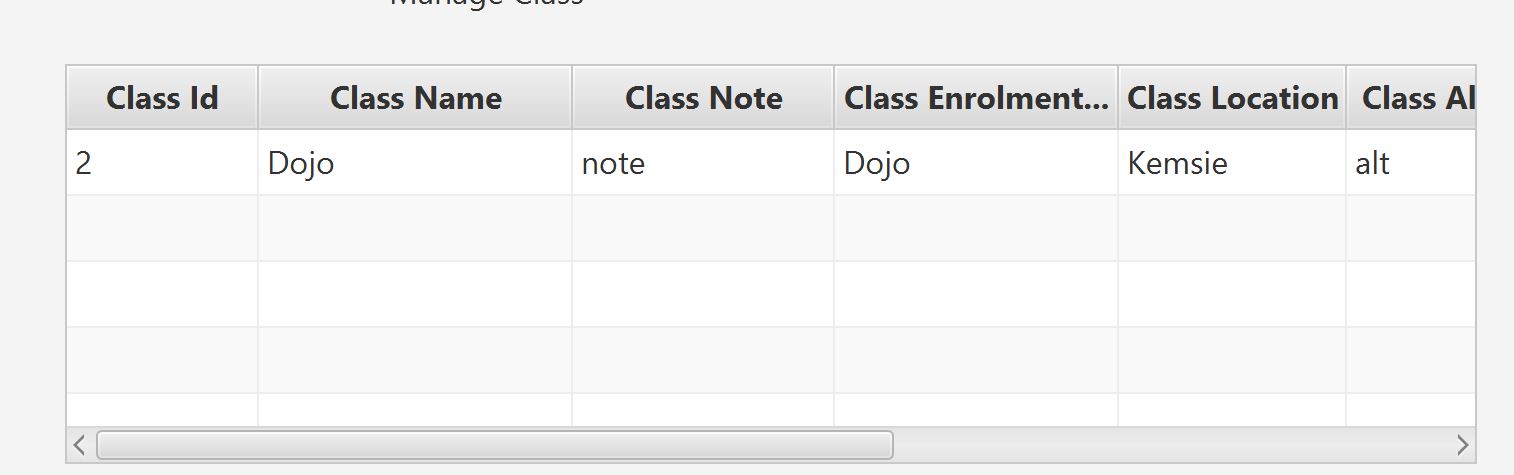 Manage Class
Class Id Class Name Class Note Class Enrolment... Class Location Class Al
2 Dojo note Dojo Kemsie alt